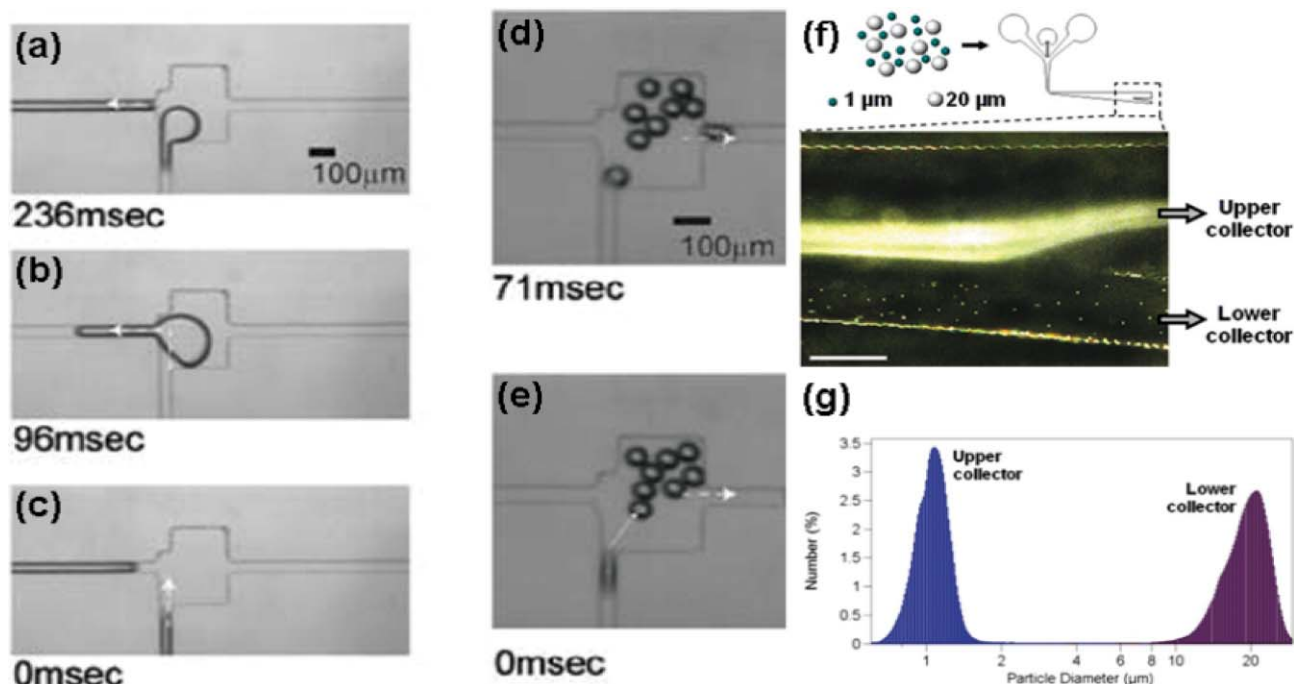 (a)
100μm
236msec
(b)
96msec
(c)
0msec
(d)
100μm
71msec
(e)
0msec
(f)
1 μm
20 μm
Upper
collector
Lower
collector
(g)
3.5
3
2.5
2
1.5
1
0.5
0
Number (%)
Upper
collector
Lower
collector
1
2
4
6
8
10
20
Particle Diameter (μm)